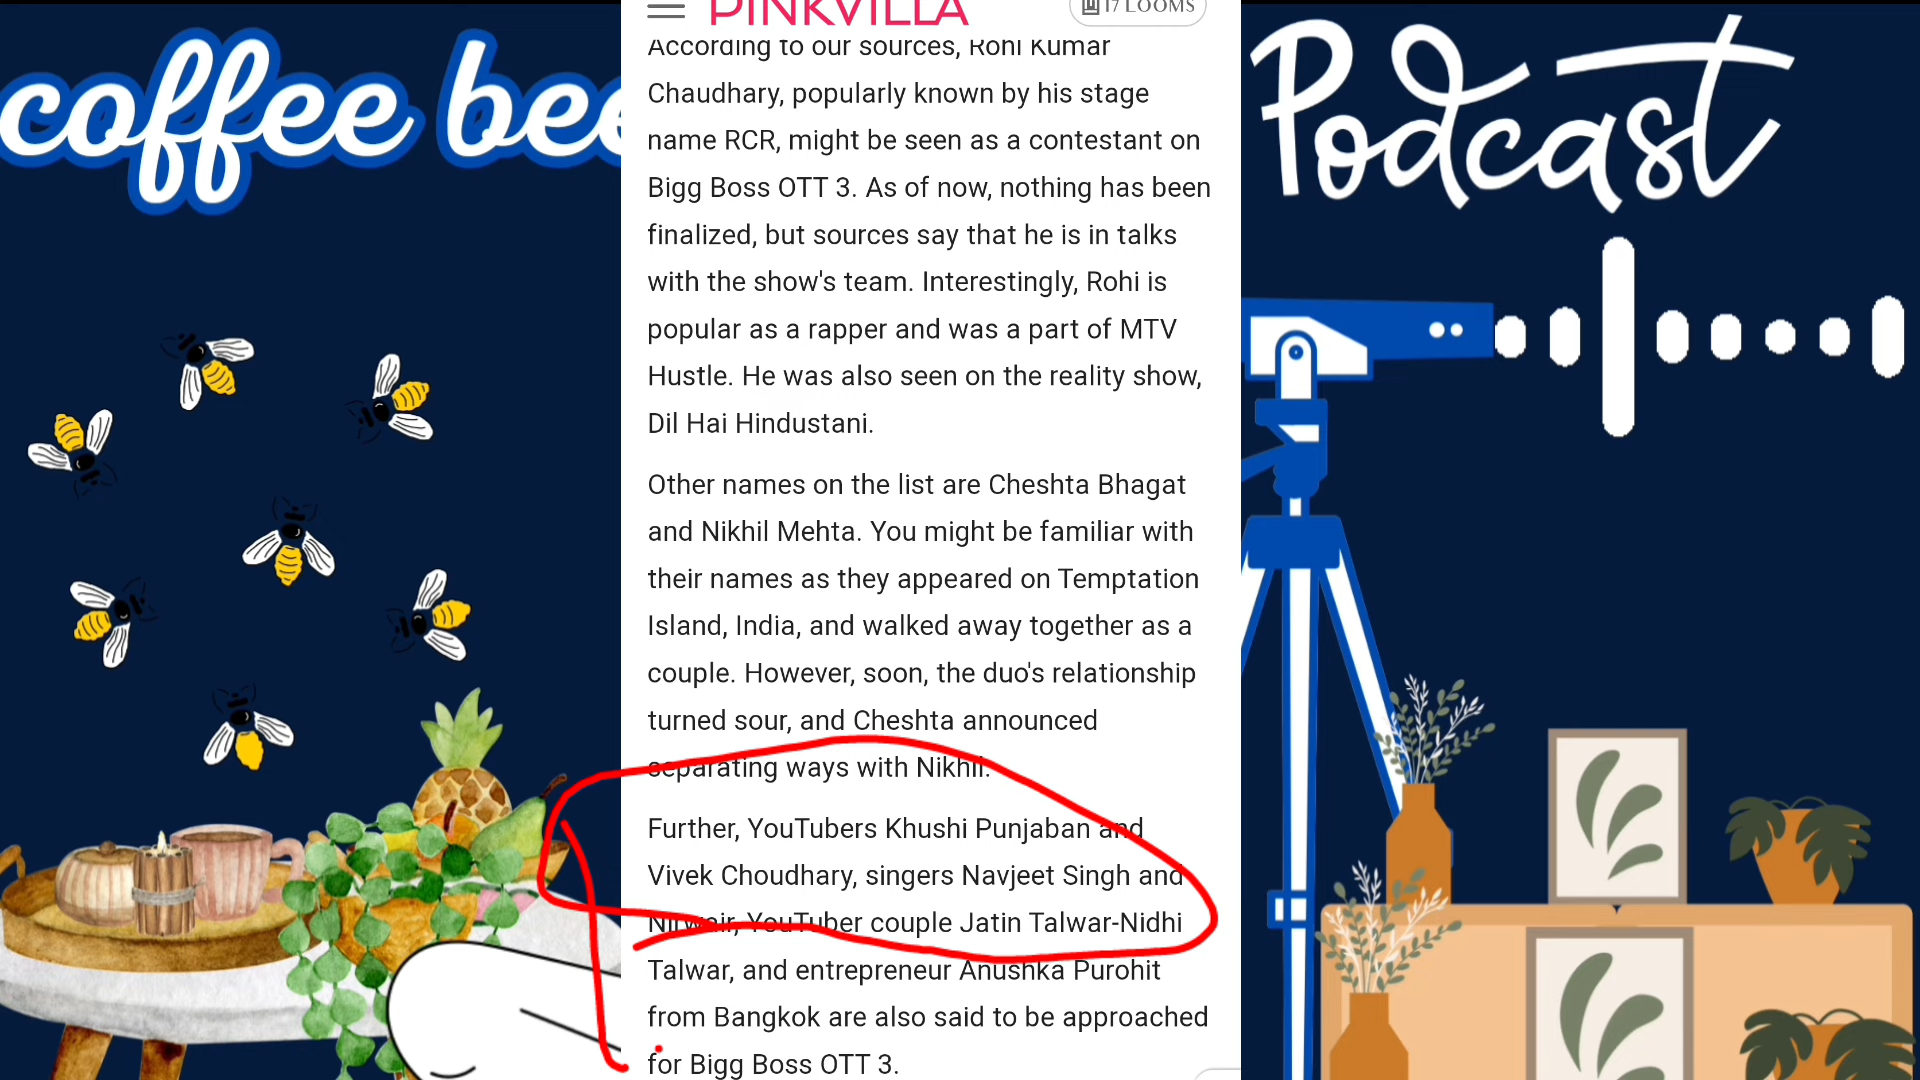 coffee bee
PINKVILLA
17 LOOMS
Podcast
According to our sources, Rohi Kumar
Chaudhary, popularly known by his stage
name RCR, might be seen as a contestant on
Bigg Boss OTT 3. As of now, nothing has been
finalized, but sources say that he is in talks
with the show's team. Interestingly, Rohi is
popular as a rapper and was a part of MTV
Hustle. He was also seen on the reality show,
Dil Hai Hindustani.
Other names on the list are Cheshta Bhagat
and Nikhil Mehta. You might be familiar with
their names as they appeared on Temptation
Island, India, and walked away together as a
couple. However, soon, the duo's relationship
turned sour, and Cheshta announced
separating ways with Nikhil.
Further, YouTubers Khushi Punjaban and
Vivek Choudhary, singers Navjeet Singh and
Nirwair, YouTuber couple Jatin Talwar-Nidhi
Talwar, and entrepreneur Anushka Purohit
from Bangkok are also said to be approached
for Bigg Boss OTT 3.